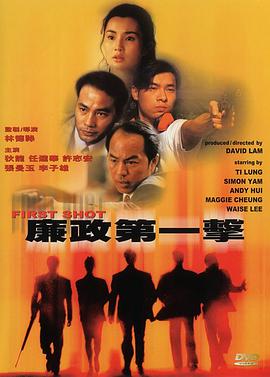 監製/導演
林德祿
主演
狄龍 任達華 許志安
張曼玉 李子雄
produced / directed by
DAVID LAM
starring by
TI LUNG
SIMON YAM
ANDY HUI
MAGGIE CHEUNG
WAISE LEE
FIRST SHOT
廉政第一擊
DVD